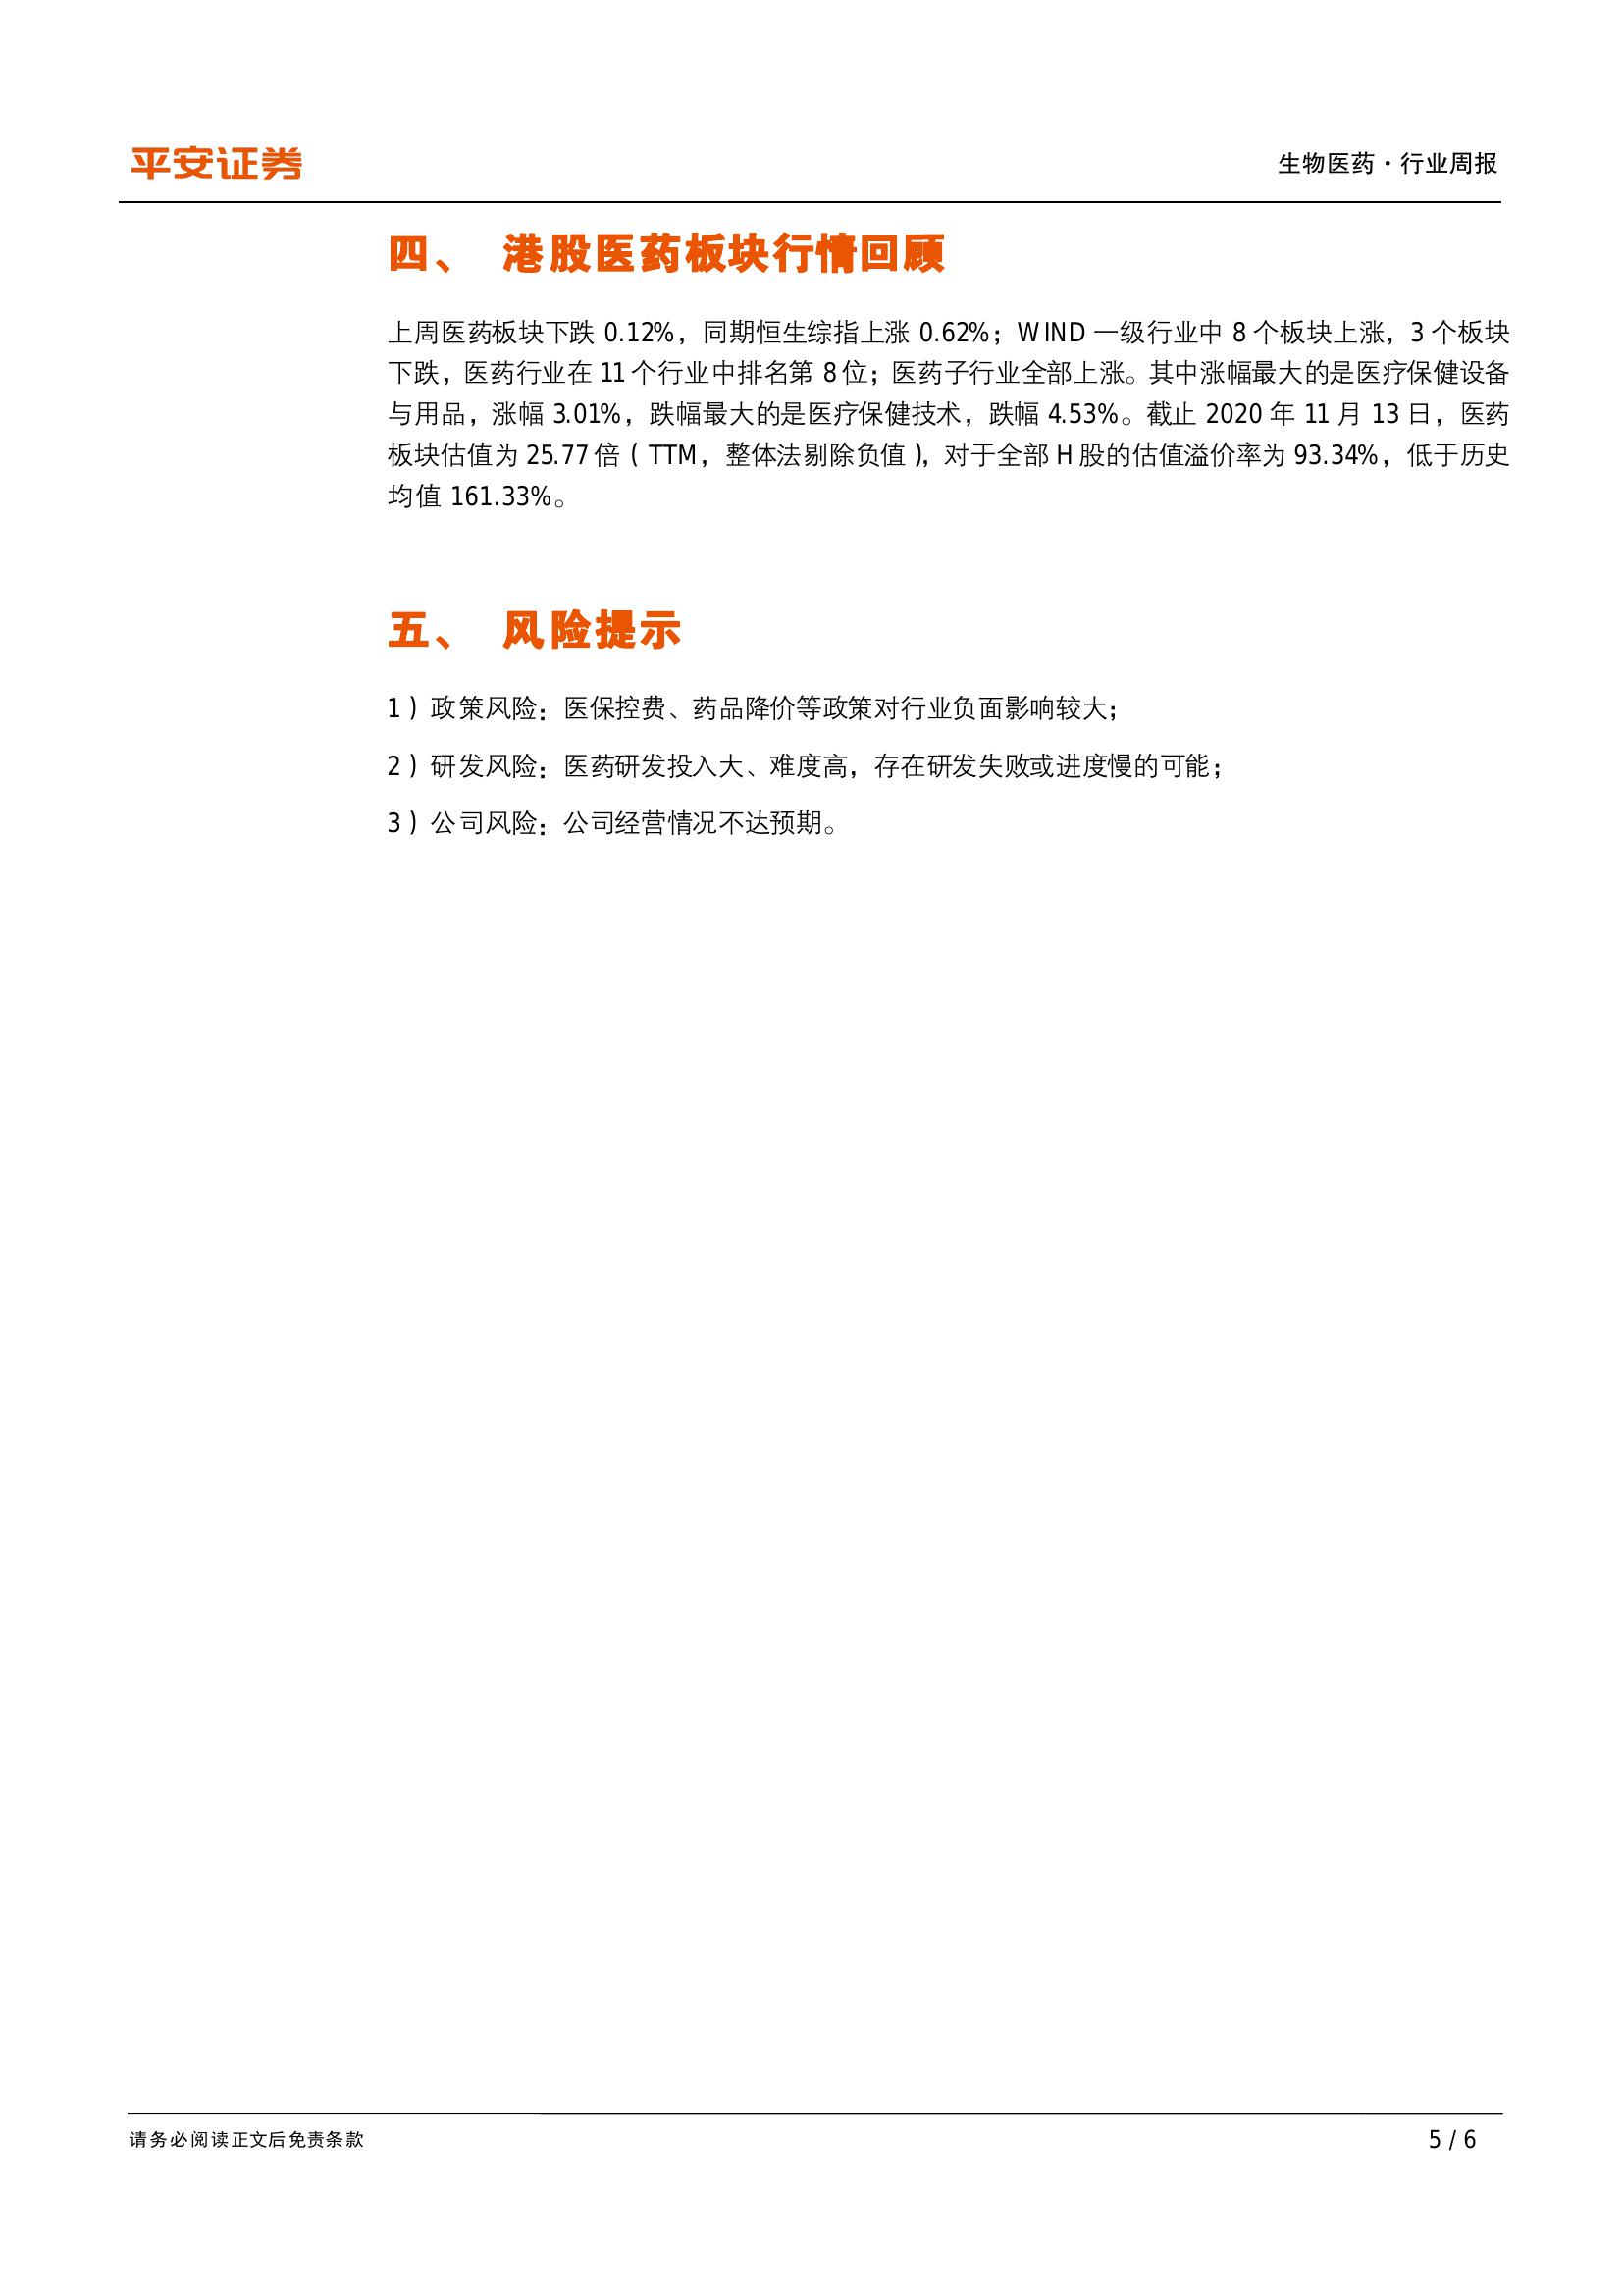 平安证券
生物医药·行业周报
四、 港股医药板块行情回顾
上周医药板块下跌 0.12%，同期恒生综指上涨 0.62%；WIND 一级行业中 8 个板块上涨，3 个板块
下跌，医药行业在 11 个行业中排名第 8 位；医药子行业全部上涨。其中涨幅最大的是医疗保健设备
与用品，涨幅 3.01%，跌幅最大的是医疗保健技术，跌幅 4.53%。截止 2020 年 11 月 13 日，医药
板块估值为 25.77 倍（TTM，整体法剔除负值），对于全部 H 股的估值溢价率为 93.34%，低于历史
均值 161.33%。
五、 风险提示
1）政策风险：医保控费、药品降价等政策对行业负面影响较大；
2）研发风险：医药研发投入大、难度高，存在研发失败或进度慢的可能；
3）公司风险：公司经营情况不达预期。
请务必阅读正文后免责条款
5 / 6